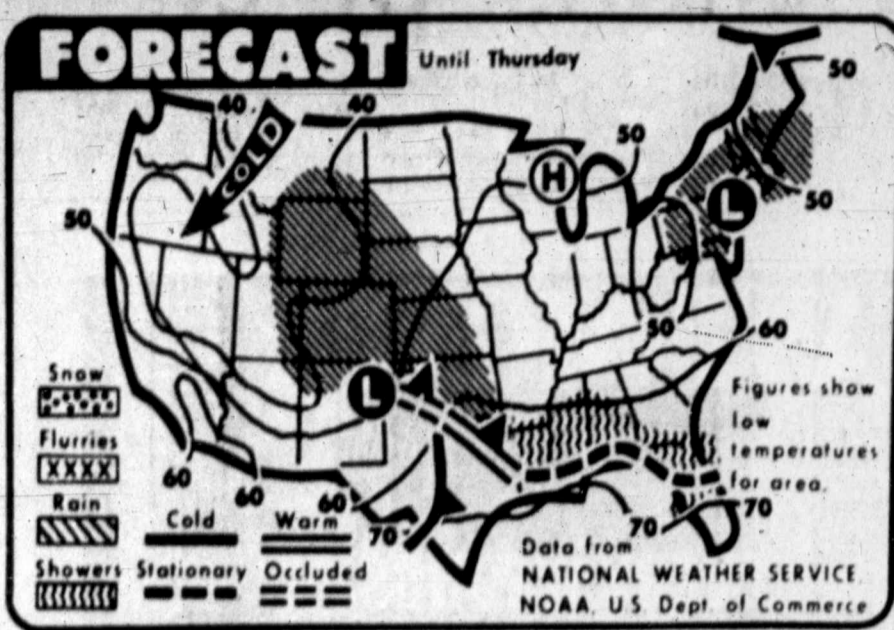 FORECAST Until Thursday
50
40 40
COLD
50
H
50
L
50
50 60
L
Snow
Flurries
Rain
Showers
Cold Warm
Stationary Occluded
60
60
60
70
70
70
Figures show
low
temperatures
for area.
Data from
NATIONAL WEATHER SERVICE,
NOAA, U.S. Dept. of Commerce